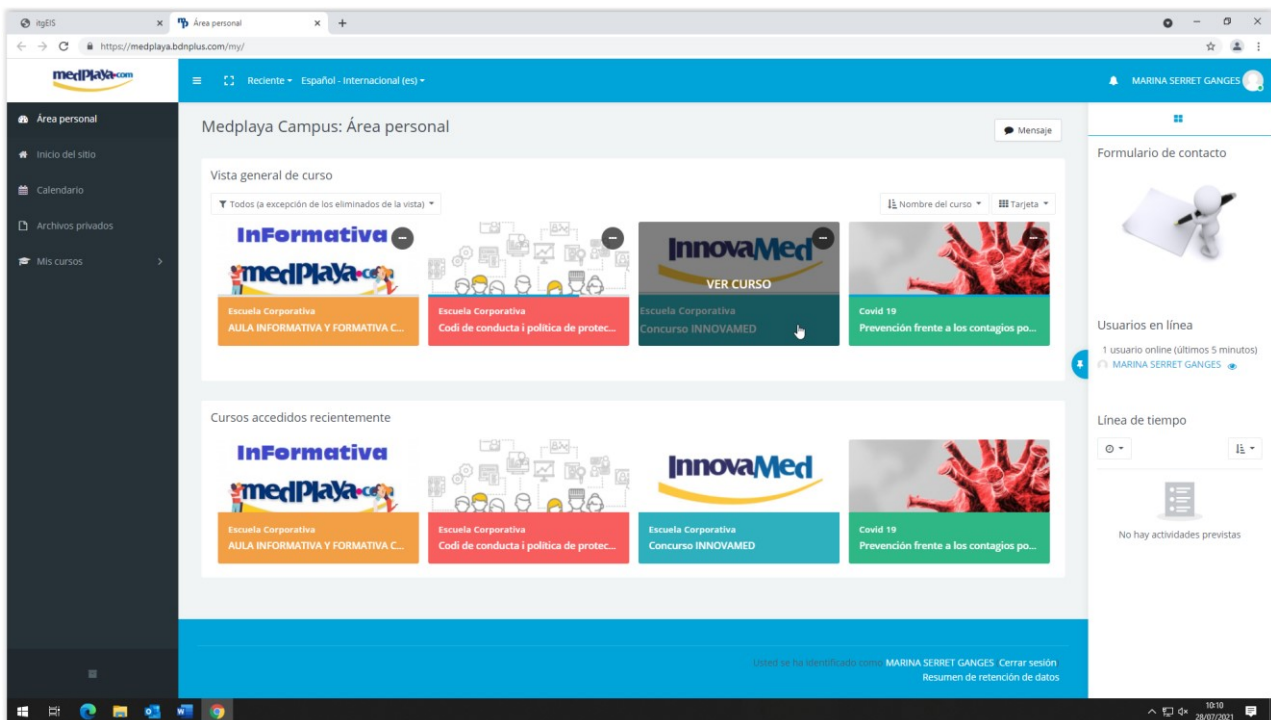 itgEIS
Área personal
https://medplaya.bdnplus.com/my/
medPlaya.com
Reciente
Español - Internacional (es)
MARINA SERRET GANGES
Área personal
Inicio del sitio
Calendario
Archivos privados
Mis cursos
Medplaya Campus: Área personal
Mensaje
Vista general de curso
Todos (a excepción de los eliminados de la vista)
Nombre del curso
Tarjeta
InFormativa
medPlaya.com
Escuela Corporativa
AULA INFORMATIVA Y FORMATIVA C...
Escuela Corporativa
Codi de conducta i política de protec...
InnovaMed
VER CURSO
Escuela Corporativa
Concurso INNOVAMED
Covid 19
Prevención frente a los contagios po...
Cursos accedidos recientemente
InFormativa
medPlaya.com
Escuela Corporativa
AULA INFORMATIVA Y FORMATIVA C...
Escuela Corporativa
Codi de conducta i política de protec...
InnovaMed
Escuela Corporativa
Concurso INNOVAMED
Covid 19
Prevención frente a los contagios po...
Formulario de contacto
Usuarios en línea
1 usuario online (últimos 5 minutos)
MARINA SERRET GANGES
Línea de tiempo
No hay actividades previstas
Usted se ha identificado como MARINA SERRET GANGES (Cerrar sesión)
Resumen de retención de datos
10:10
28/07/2021